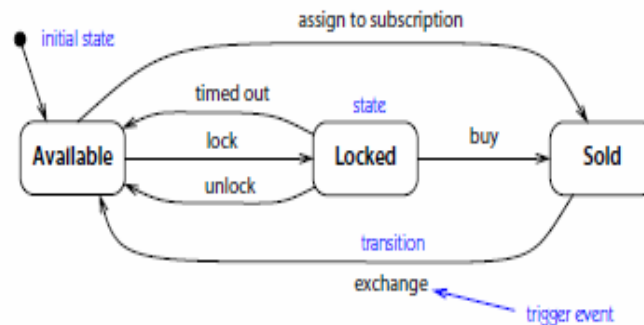 assign to subscription
initial state
timed out
state
Available
lock
Locked
buy
Sold
unlock
transition
exchange
trigger event